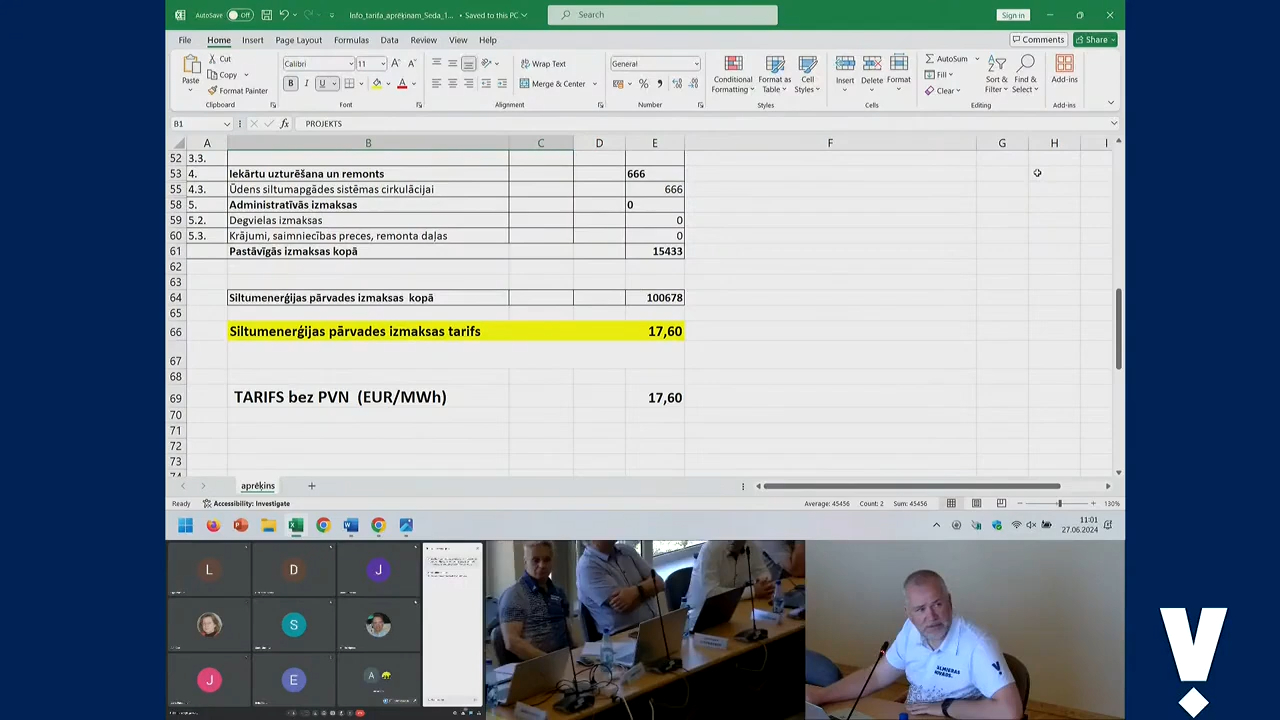 AutoSave Off Info_tarifa_aprēķinam_Seda_1... • Saved to this PC Search Sign in
File Home Insert Page Layout Formulas Data Review View Help Comments Share
Paste Cut Copy Format Painter Clipboard
Calibri 11 B I U Font
Wrap Text Merge & Center Alignment
General % Number
Conditional Formatting Format as Table Cell Styles Styles
Insert Delete Format Cells
AutoSum Fill Clear Sort & Filter Find & Select Editing
Add-ins Add-ins
B1 fx PROJEKTS
A B C D E F G H I
52 3.3.
53 4. Iekārtu uzturēšana un remonts 666
55 4.3. Ūdens siltumapgādes sistēmas cirkulācijai 666
58 5. Administratīvās izmaksas 0
59 5.2. Degvielas izmaksas 0
60 5.3. Krājumi, saimniecības preces, remonta daļas 0
61 Pastāvīgās izmaksas kopā 15433
62
63
64 Siltumenerģijas pārvades izmaksas kopā 100678
65
66 Siltumenerģijas pārvades izmaksas tarifs 17,60
67
68
69 TARIFS bez PVN (EUR/MWh) 17,60
70
71
72
73
74
aprēķins
Ready Accessibility: Investigate Average: 45456 Count: 2 Sum: 45456 130%
11:01
27.06.2024
L D J
S
J E A
VALMIERAS
NOVADS